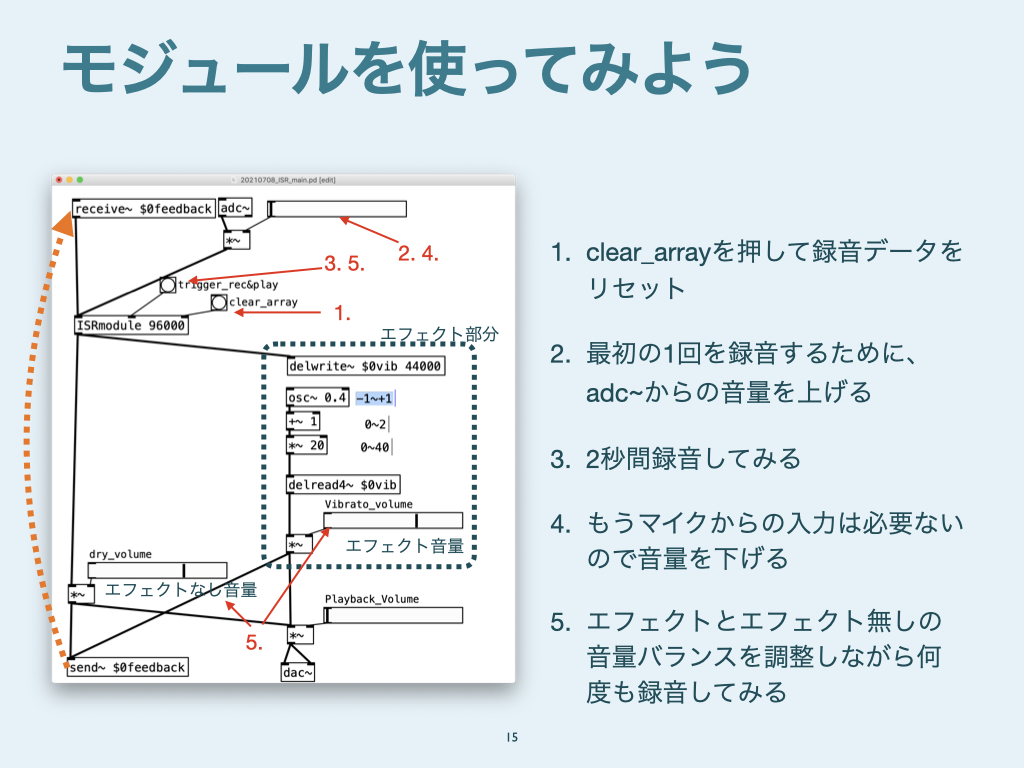 モジュールを使ってみよう
20210708_ISR_main.pd [edit]
receive~ $0feedback
adc~
*~
2. 4.
3. 5.
trigger_rec&play
clear_array
1.
ISRmodule 96000
エフェクト部分
delwrite~ $0vib 44000
osc~ 0.4
-1~+1
+~ 1
0~2
*~ 20
0~40
delread4~ $0vib
Vibrato_volume
*~
エフェクト音量
dry_volume
*~
エフェクトなし音量
Playback_Volume
5.
*~
send~ $0feedback
dac~
1. clear_arrayを押して録音データを
リセット
2. 最初の1回を録音するために、
adc~からの音量を上げる
3. 2秒間録音してみる
4. もうマイクからの入力は必要ない
ので音量を下げる
5. エフェクトとエフェクト無しの
音量バランスを調整しながら何
度も録音してみる
15